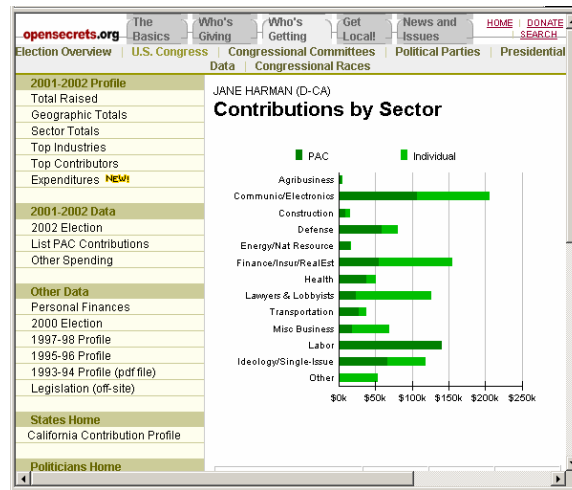 opensecrets.org
The Basics
Who's Giving
Who's Getting
Get Local!
News and Issues
HOME | DONATE
| SEARCH
Election Overview | U.S. Congress | Congressional Committees | Political Parties | Presidential
Data | Congressional Races
2001-2002 Profile
Total Raised
Geographic Totals
Sector Totals
Top Industries
Top Contributors
Expenditures NEW!
2001-2002 Data
2002 Election
List PAC Contributions
Other Spending
Other Data
Personal Finances
2000 Election
1997-98 Profile
1995-96 Profile
1993-94 Profile (pdf file)
Legislation (off-site)
States Home
California Contribution Profile
Politicians Home
JANE HARMAN (D-CA)
Contributions by Sector
PAC Individual
Agribusiness
Communic/Electronics
Construction
Defense
Energy/Nat Resource
Finance/Insur/RealEst
Health
Lawyers & Lobbyists
Transportation
Misc Business
Labor
Ideology/Single-Issue
Other
$0k $50k $100k $150k $200k $250k